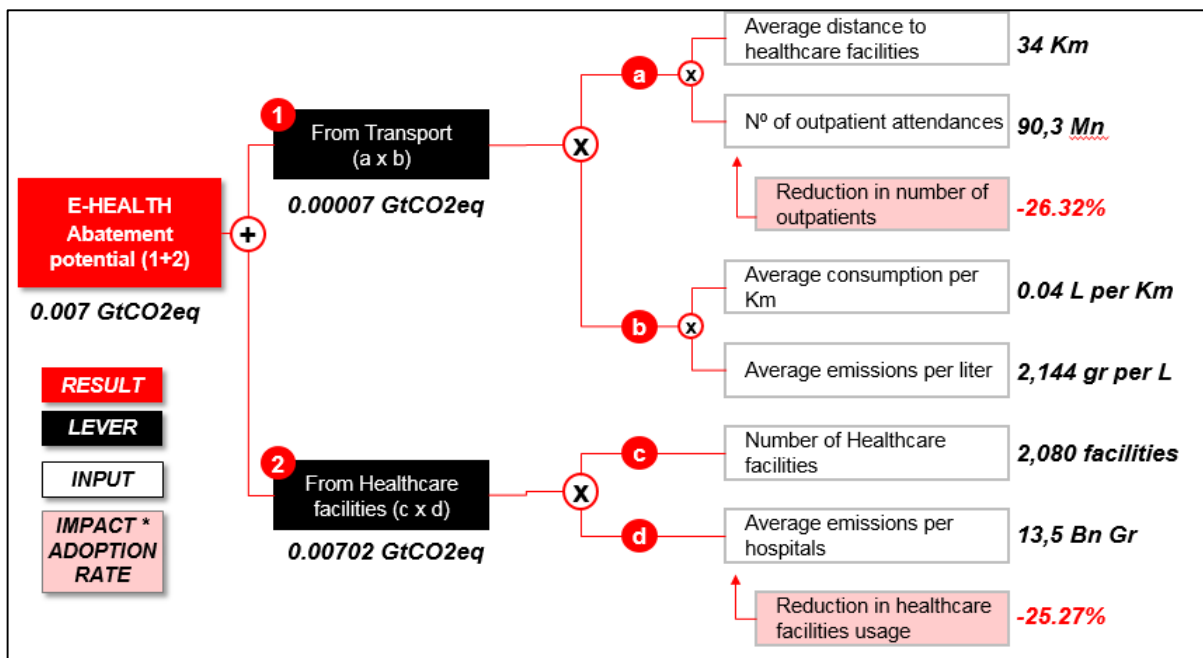 E-HEALTH
Abatement
potential (1+2)
0.007 GtCO2eq
+
1
From Transport
(a x b)
0.00007 GtCO2eq
x
a
x
Average distance to
healthcare facilities
34 Km
Nº of outpatient attendances
90,3 Mn
Reduction in number of
outpatients
-26.32%
b
x
Average consumption per
Km
0.04 L per Km
Average emissions per liter
2,144 gr per L
2
From Healthcare
facilities (c x d)
0.00702 GtCO2eq
x
c
Number of Healthcare
facilities
2,080 facilities
d
Average emissions per
hospitals
13,5 Bn Gr
Reduction in healthcare
facilities usage
-25.27%
RESULT
LEVER
INPUT
IMPACT *
ADOPTION
RATE